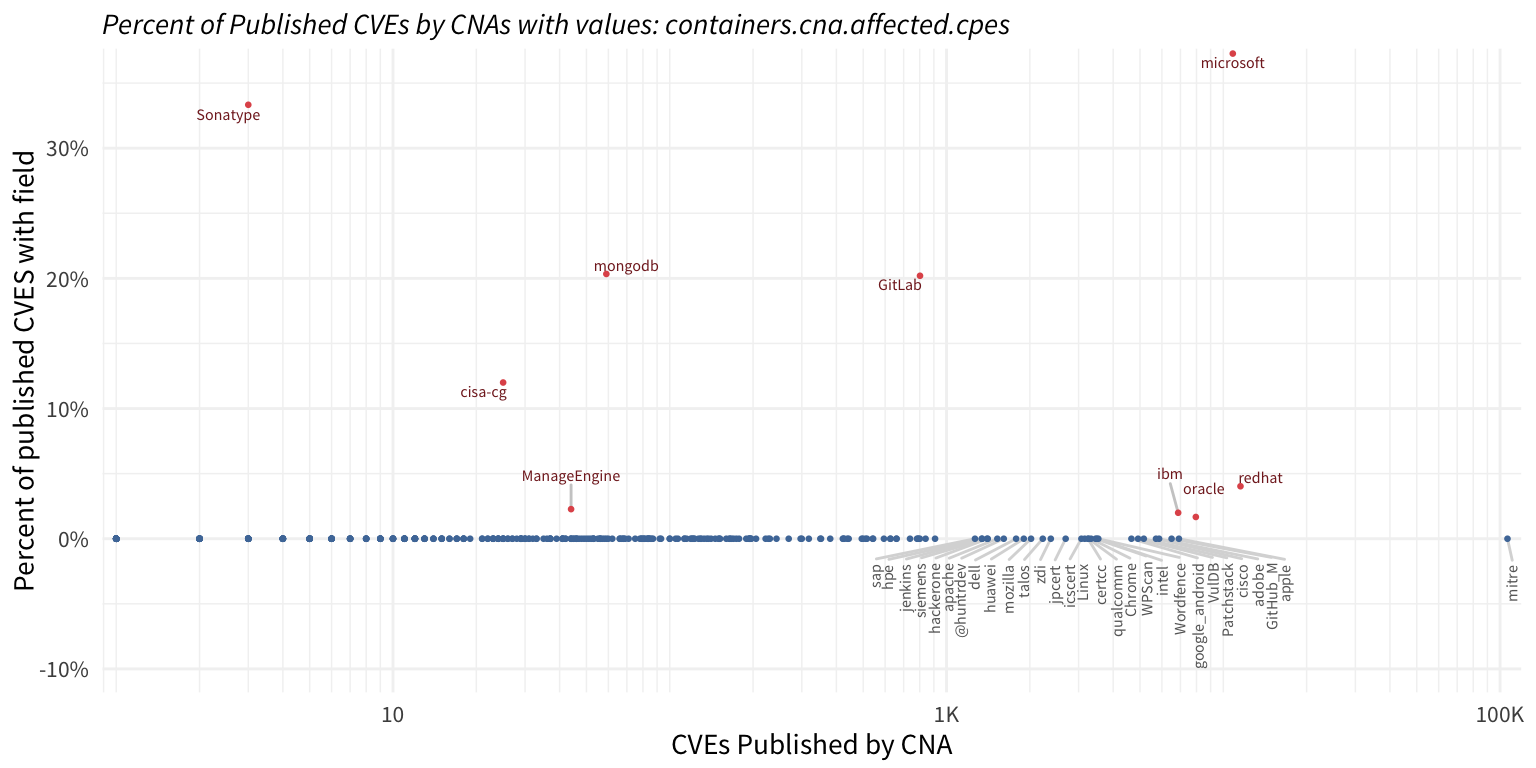 Percent of Published CVEs by CNAs with values: containers.cna.affected.cpes
microsoft
Sonatype
30%
mongodb
20%
GitLab
cisa-cg
10%
ManageEngine
ibm
redhat
oracle
0%
sap
hpe
jenkins
siemens
hackerone
apache
@huntrdev
dell
huawei
mozilla
talos
zdi
jpcert
icscert
Linux
certcc
qualcomm
Chrome
WPScan
intel
Wordfence
google_android
VulDB
Patchstack
cisco
adobe
GitHub_M
apple
mitre
-10%
10
1K
100K
CVEs Published by CNA
Percent of published CVES with field